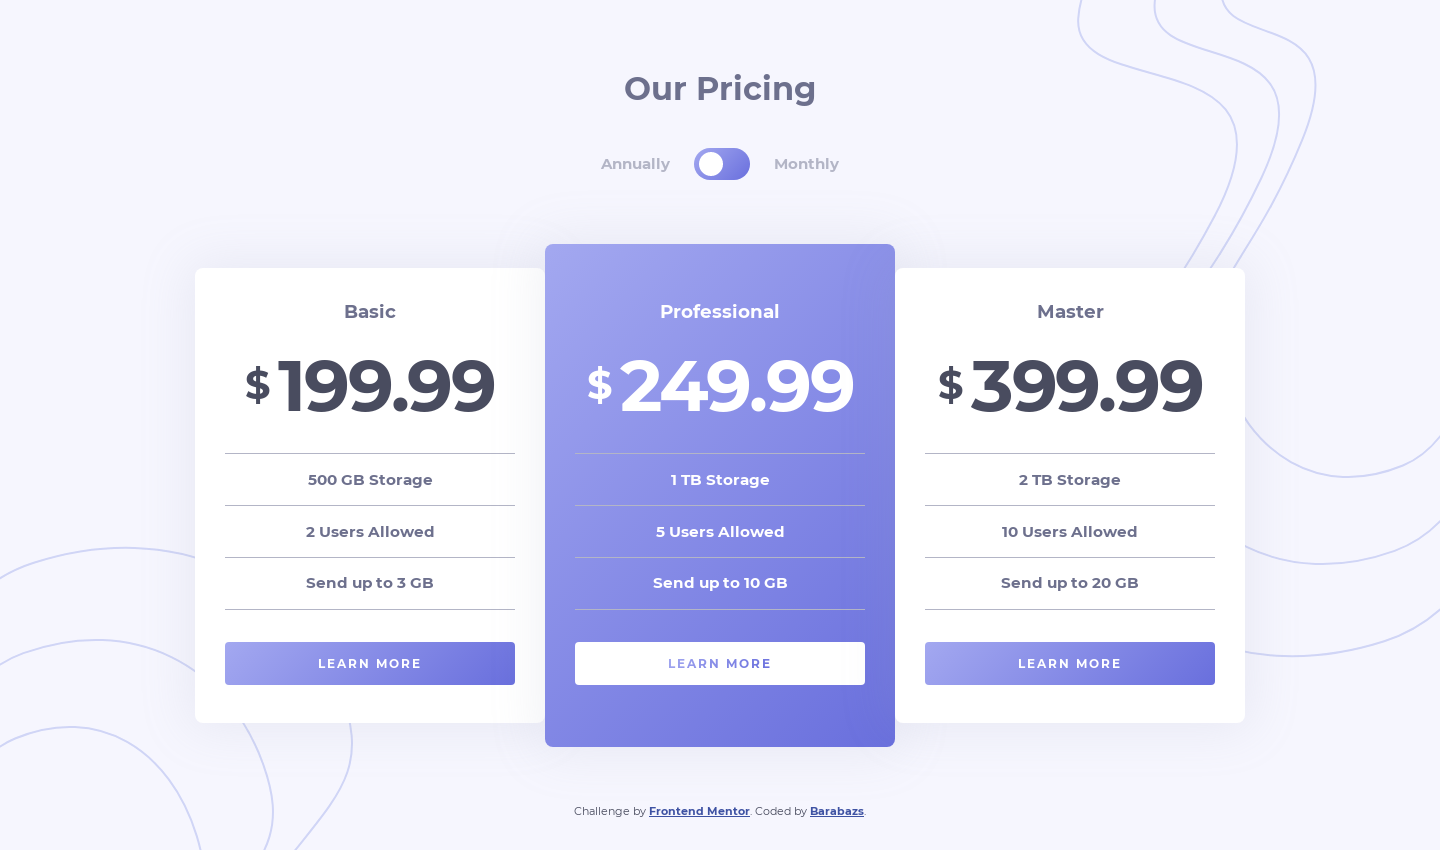 Our Pricing
Annually
Monthly
Basic
$ 199.99
500 GB Storage
2 Users Allowed
Send up to 3 GB
LEARN MORE
Professional
$ 249.99
1 TB Storage
5 Users Allowed
Send up to 10 GB
LEARN MORE
Master
$ 399.99
2 TB Storage
10 Users Allowed
Send up to 20 GB
LEARN MORE
Challenge by Frontend Mentor. Coded by Barabazs.